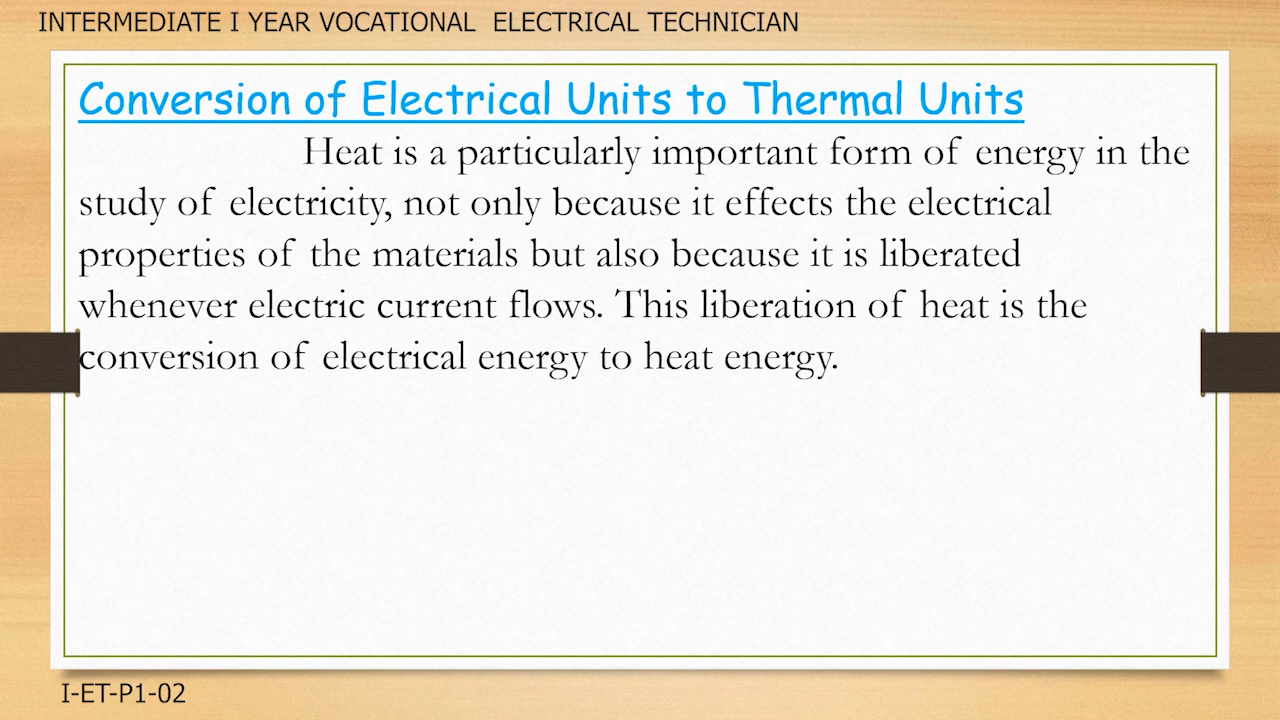 INTERMEDIATE I YEAR VOCATIONAL ELECTRICAL TECHNICIAN
Conversion of Electrical Units to Thermal Units
Heat is a particularly important form of energy in the
study of electricity, not only because it effects the electrical
properties of the materials but also because it is liberated
whenever electric current flows. This liberation of heat is the
conversion of electrical energy to heat energy.
I-ET-P1-02